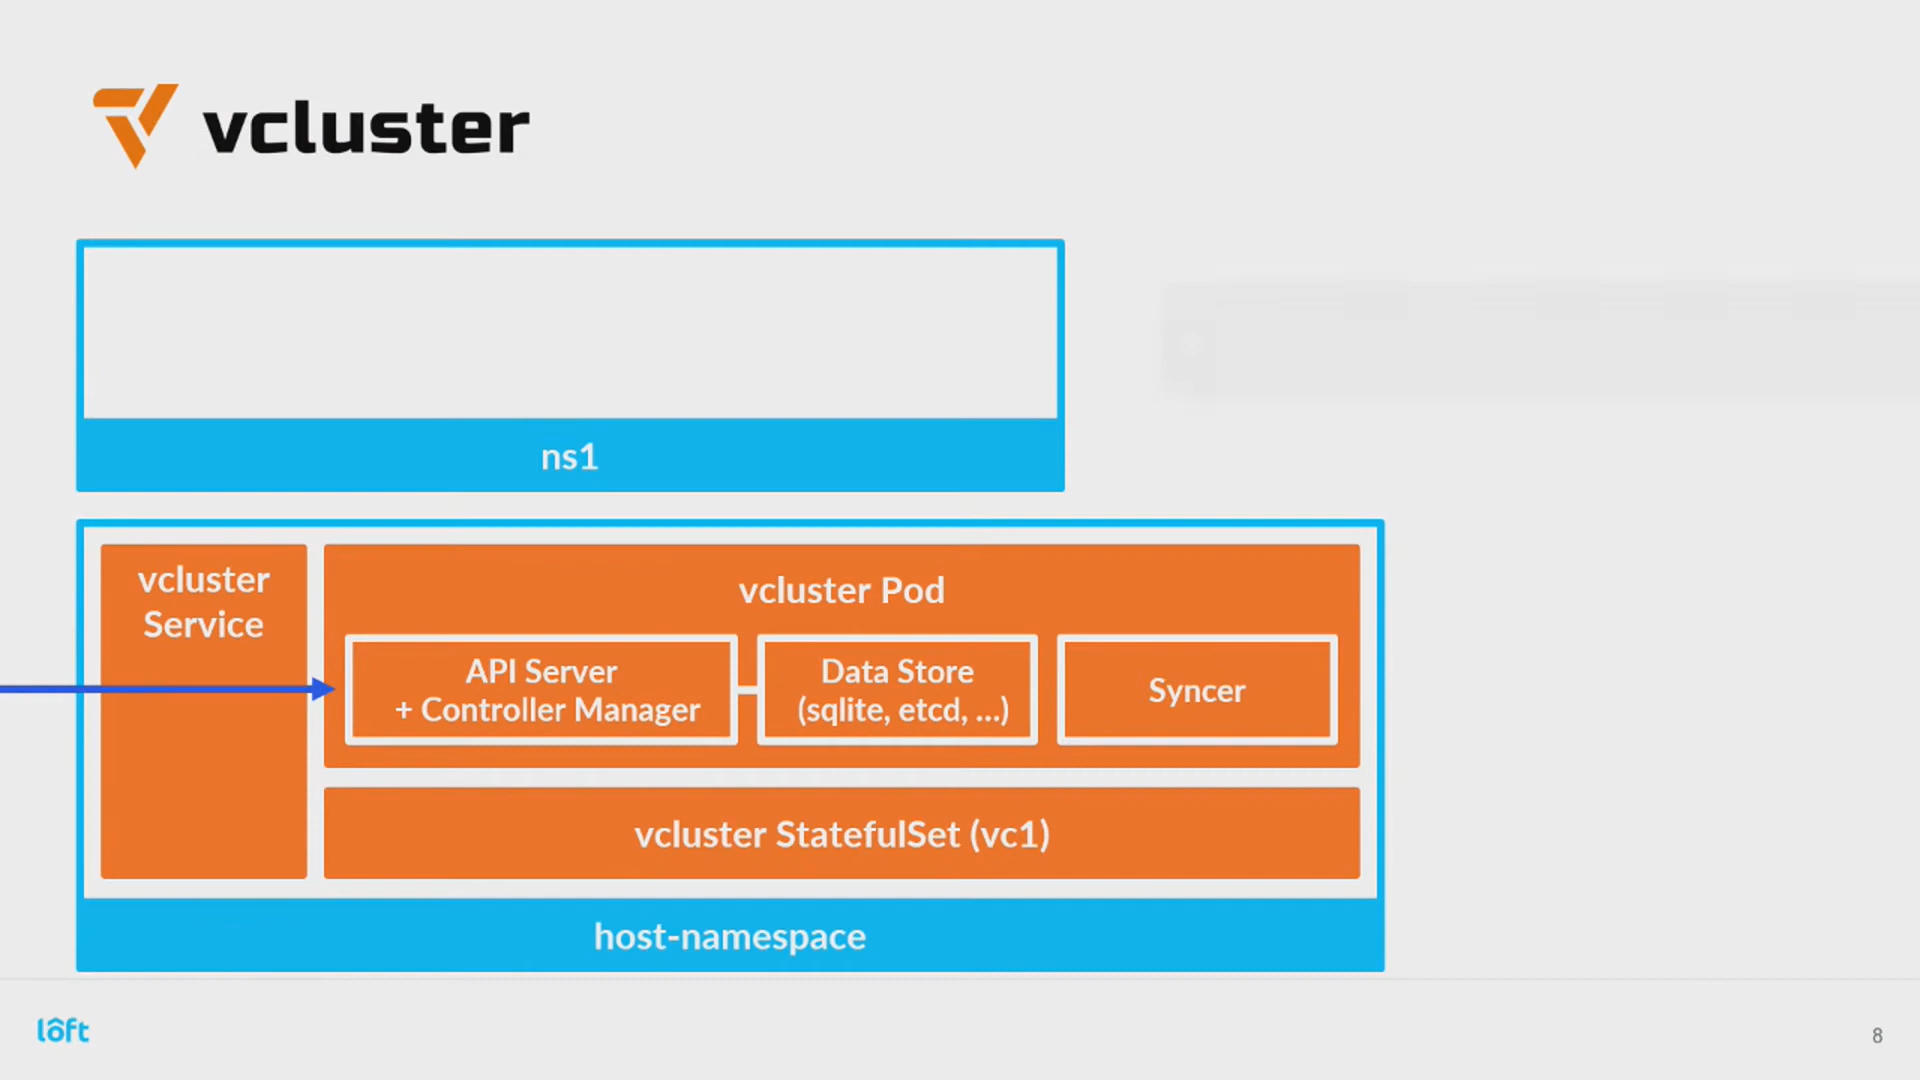 vcluster
ns1
vcluster
Service
vcluster Pod
API Server
+ Controller Manager
Data Store
(sqlite, etcd, ...)
Syncer
vcluster StatefulSet (vc1)
host-namespace
lôft
8